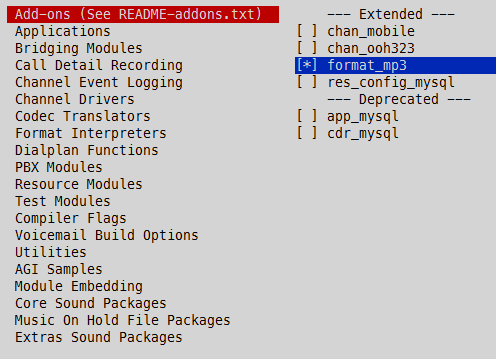 Add-ons (See README-addons.txt)
Applications
Bridging Modules
Call Detail Recording
Channel Event Logging
Channel Drivers
Codec Translators
Format Interpreters
Dialplan Functions
PBX Modules
Resource Modules
Test Modules
Compiler Flags
Voicemail Build Options
Utilities
AGI Samples
Module Embedding
Core Sound Packages
Music On Hold File Packages
Extras Sound Packages
--- Extended ---
[ ] chan_mobile
[ ] chan_ooh323
[*] format_mp3
[ ] res_config_mysql
--- Deprecated ---
[ ] app_mysql
[ ] cdr_mysql